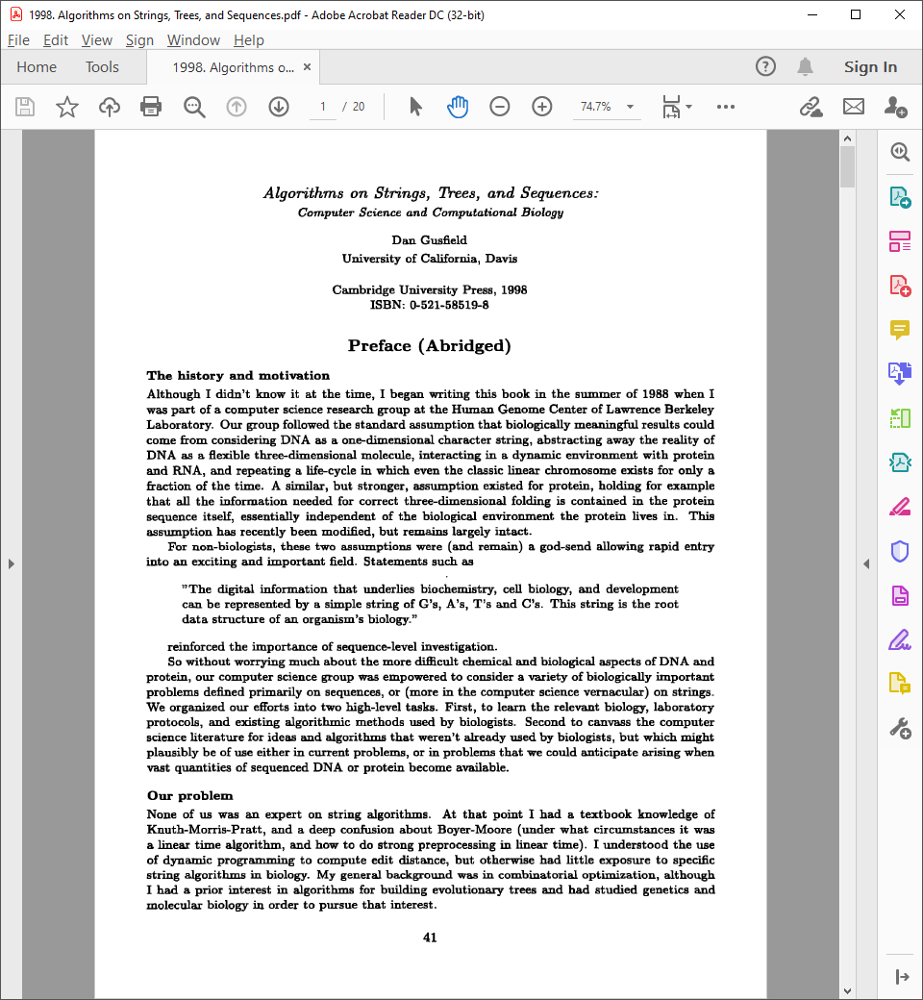 1998. Algorithms on Strings, Trees, and Sequences.pdf - Adobe Acrobat Reader DC (32-bit)
File Edit View Sign Window Help
Home Tools 1998. Algorithms o... × Sign In
1 / 20 74.7%
Algorithms on Strings, Trees, and Sequences:
Computer Science and Computational Biology
Dan Gusfield
University of California, Davis
Cambridge University Press, 1998
ISBN: 0-521-58519-8
Preface (Abridged)
The history and motivation
Although I didn't know it at the time, I began writing this book in the summer of 1988 when I
was part of a computer science research group at the Human Genome Center of Lawrence Berkeley
Laboratory. Our group followed the standard assumption that biologically meaningful results could
come from considering DNA as a one-dimensional character string, abstracting away the reality of
DNA as a flexible three-dimensional molecule, interacting in a dynamic environment with protein
and RNA, and repeating a life-cycle in which even the classic linear chromosome exists for only a
fraction of the time. A similar, but stronger, assumption existed for protein, holding for example
that all the information needed for correct three-dimensional folding is contained in the protein
sequence itself, essentially independent of the biological environment the protein lives in. This
assumption has recently been modified, but remains largely intact.
For non-biologists, these two assumptions were (and remain) a god-send allowing rapid entry
into an exciting and important field. Statements such as
"The digital information that underlies biochemistry, cell biology, and development
can be represented by a simple string of G's, A's, T's and C's. This string is the root
data structure of an organism's biology."
reinforced the importance of sequence-level investigation.
So without worrying much about the more difficult chemical and biological aspects of DNA and
protein, our computer science group was empowered to consider a variety of biologically important
problems defined primarily on sequences, or (more in the computer science vernacular) on strings.
We organized our efforts into two high-level tasks. First, to learn the relevant biology, laboratory
protocols, and existing algorithmic methods used by biologists. Second to canvass the computer
science literature for ideas and algorithms that weren't already used by biologists, but which might
plausibly be of use either in current problems, or in problems that we could anticipate arising when
vast quantities of sequenced DNA or protein become available.
Our problem
None of us was an expert on string algorithms. At that point I had a textbook knowledge of
Knuth-Morris-Pratt, and a deep confusion about Boyer-Moore (under what circumstances it was
a linear time algorithm, and how to do strong preprocessing in linear time). I understood the use
of dynamic programming to compute edit distance, but otherwise had little exposure to specific
string algorithms in biology. My general background was in combinatorial optimization, although
I had a prior interest in algorithms for building evolutionary trees and had studied genetics and
molecular biology in order to pursue that interest.
41